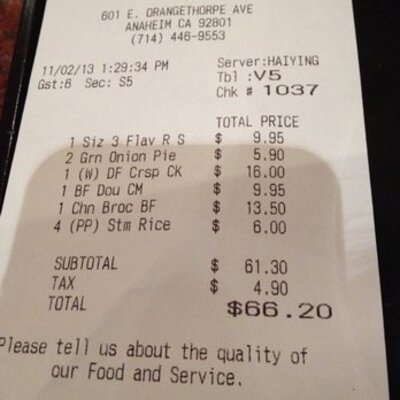 601 E. ORANGETHORPE AVE
ANAHEIM CA 92801
(714) 446-9553
11/02/13 1:29:34 PM Server:HAIYING
Gst:6 Sec: S5 Tbl :V5
Chk # 1037
TOTAL PRICE
1 Siz 3 Flav R S $ 9.95
2 Grn Onion Pie $ 5.90
1 (W) DF Crsp CK $ 16.00
1 BF Dou CM $ 9.95
1 Chn Broc BF $ 13.50
4 (PP) Stm Rice $ 6.00
SUBTOTAL $ 61.30
TAX $ 4.90
TOTAL $66.20
Please tell us about the quality of
our Food and Service.